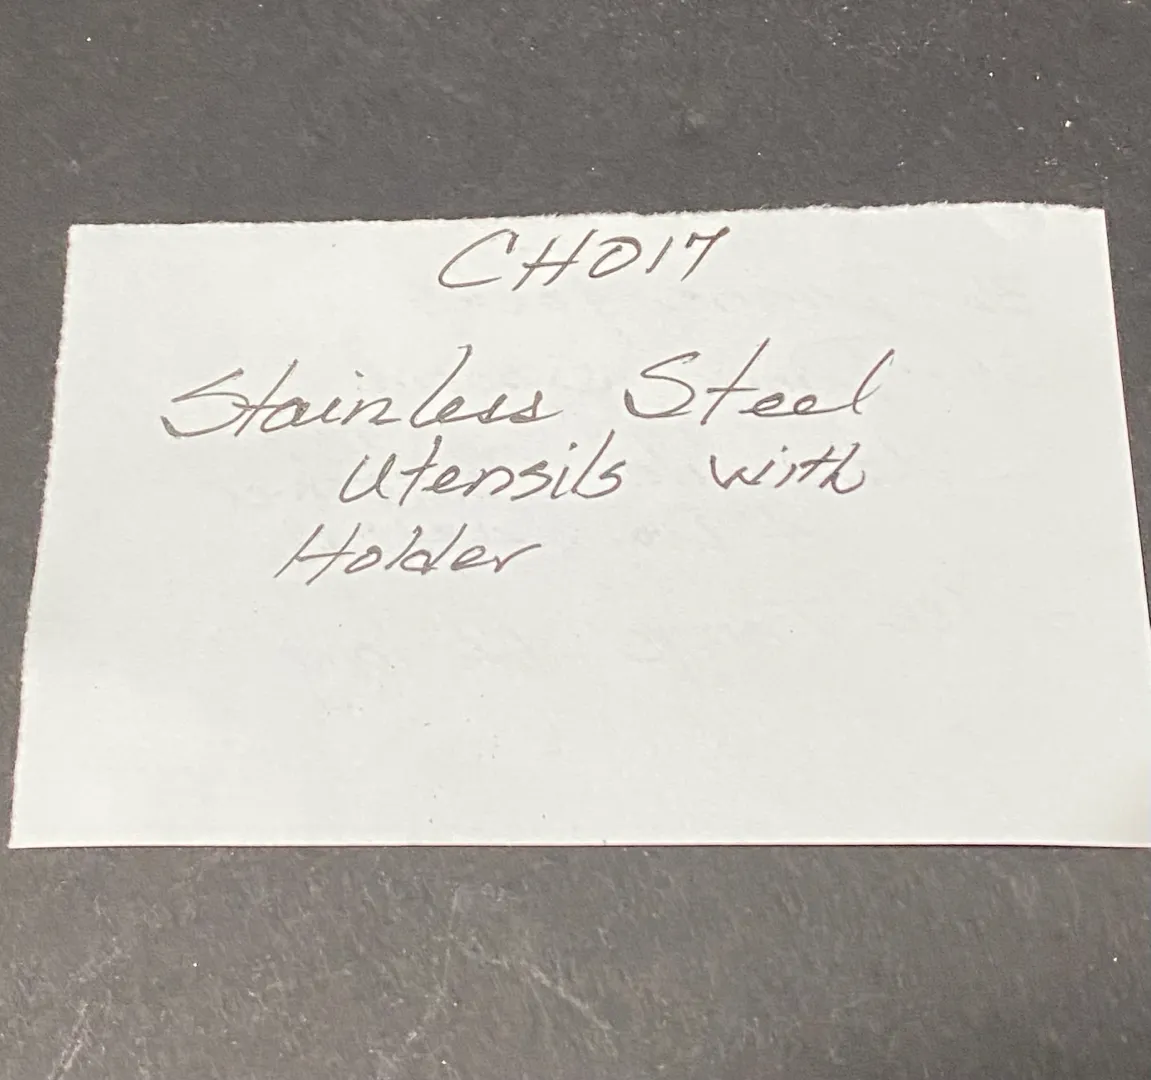 CH017
Stainless Steel
Utensils with
Holder